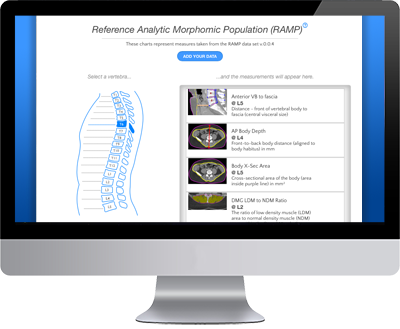 Reference Analytic Morphomic Population (RAMP)
These charts represent measures taken from the RAMP data set v.0.0.4
ADD YOUR DATA
Select a vertebra...
...and the measurements will appear here.
Anterior VB to fascia
@ L5
Distance - front of vertebral body to
fascia (central visceral size)
AP Body Depth
@ L4
Front-to-back body distance (aligned to
body habitus) in mm
Body X-Sec Area
@ L5
Cross-sectional area of the body (area
inside purple line) in mm²
DMG LDM to NDM Ratio
@ L2
The ratio of low density muscle (LDM)
area to normal density muscle (NDM)